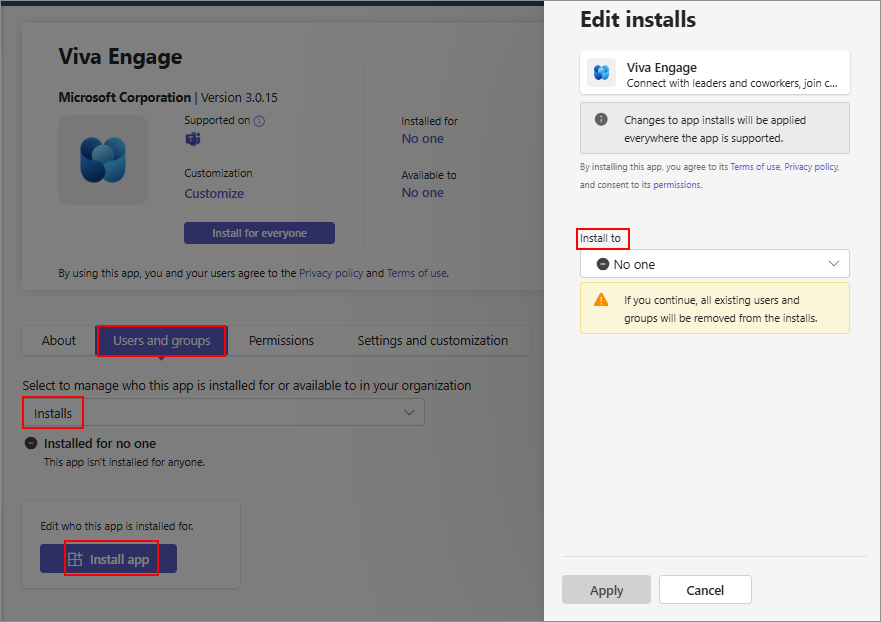 Viva Engage
Microsoft Corporation | Version 3.0.15
Supported on
Customization
Customize
Installed for
No one
Available to
No one
Install for everyone
By using this app, you and your users agree to the Privacy policy and Terms of use.
About
Users and groups
Permissions
Settings and customization
Select to manage who this app is installed for or available to in your organization
Installs
Installed for no one
This app isn't installed for anyone.
Edit who this app is installed for.
Install app
Edit installs
Viva Engage
Connect with leaders and coworkers, join c...
Changes to app installs will be applied
everywhere the app is supported.
By installing this app, you agree to its Terms of use, Privacy policy,
and consent to its permissions.
Install to
No one
If you continue, all existing users and
groups will be removed from the installs.
Apply
Cancel